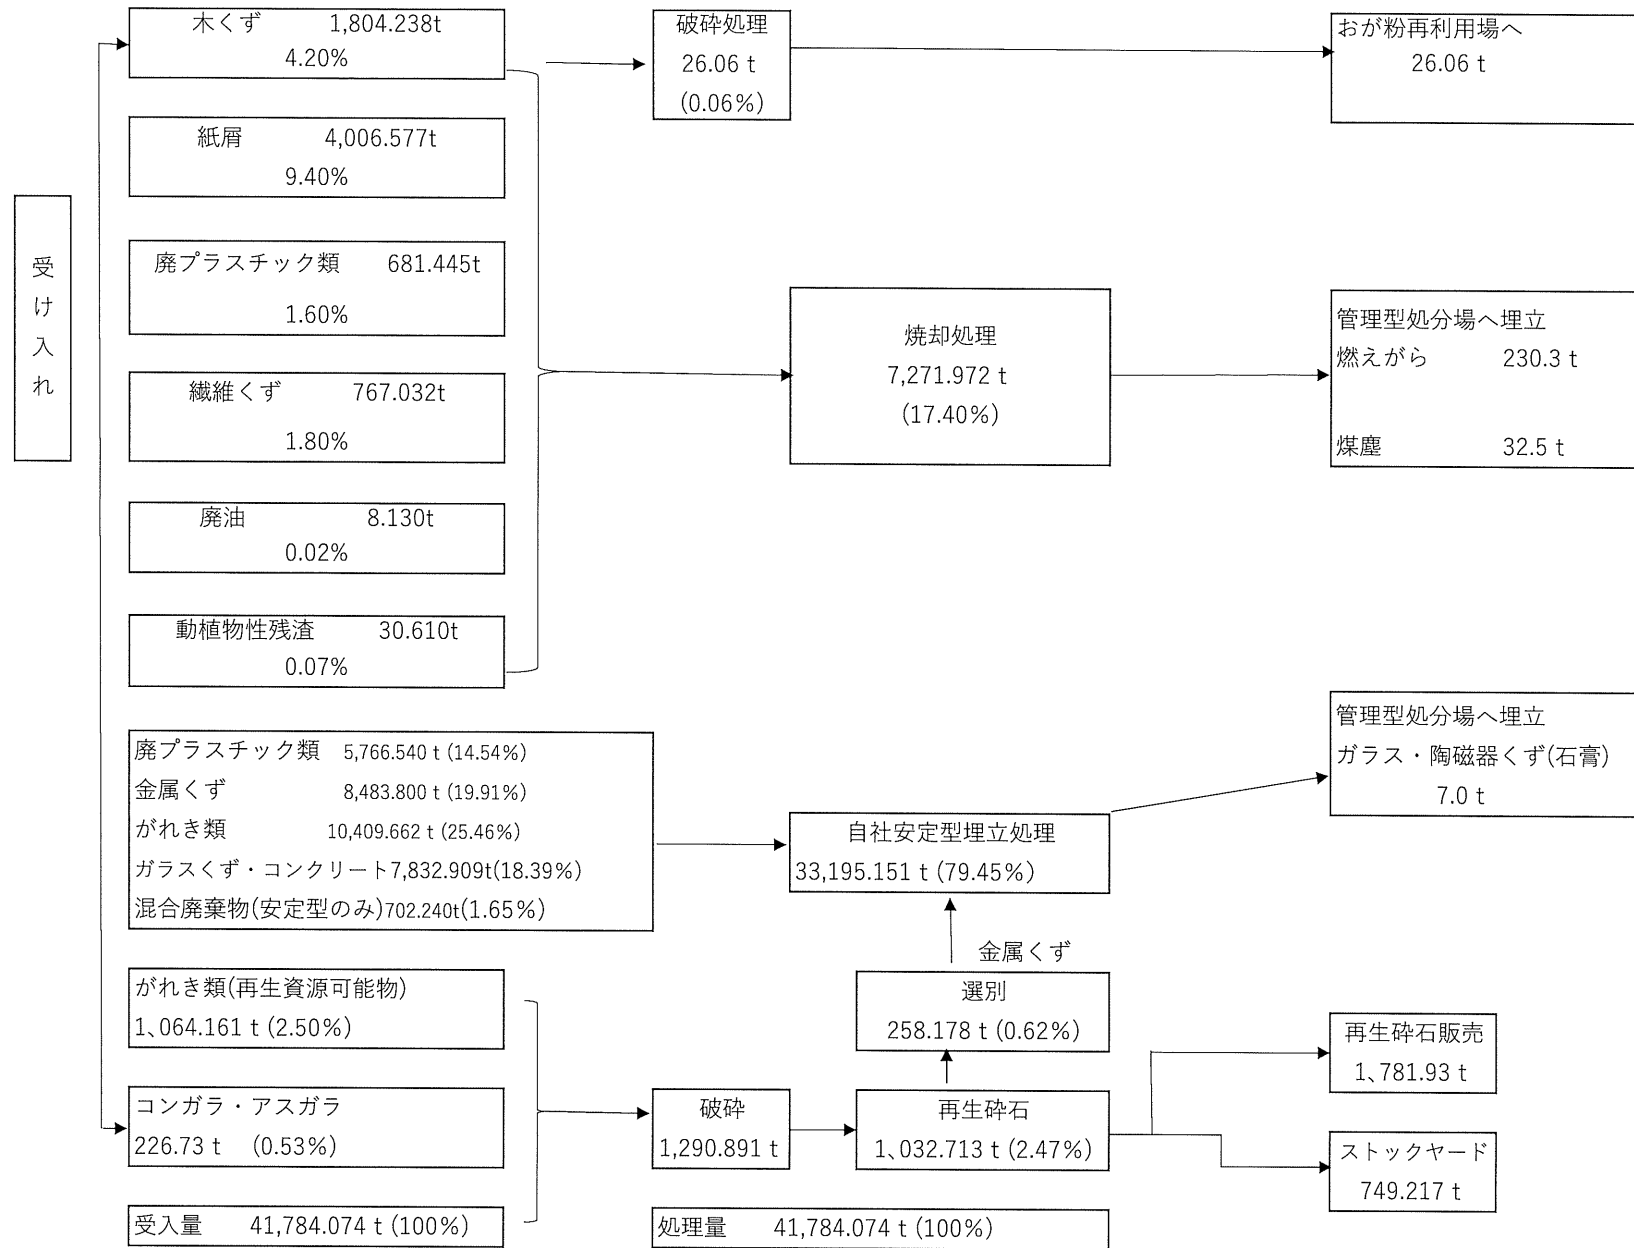 受け入れ
木くず 1,804.238t
4.20%
紙屑 4,006.577t
9.40%
廃プラスチック類 681.445t
1.60%
繊維くず 767.032t
1.80%
廃油 8.130t
0.02%
動植物性残渣 30.610t
0.07%
破砕処理
26.06 t
(0.06%)
おが粉再利用場へ
26.06 t
焼却処理
7,271.972 t
(17.40%)
管理型処分場へ埋立
燃えがら 230.3 t
煤塵 32.5 t
廃プラスチック類 5,766.540 t (14.54%)
金属くず 8,483.800 t (19.91%)
がれき類 10,409.662 t (25.46%)
ガラスくず・コンクリート7,832.909t(18.39%)
混合廃棄物(安定型のみ)702.240t(1.65%)
自社安定型埋立処理
33,195.151 t (79.45%)
管理型処分場へ埋立
ガラス・陶磁器くず(石膏)
7.0 t
金属くず
選別
258.178 t (0.62%)
がれき類(再生資源可能物)
1、064.161 t (2.50%)
コンガラ・アスガラ
226.73 t (0.53%)
破砕
1,290.891 t
再生砕石
1、032.713 t (2.47%)
再生砕石販売
1、781.93 t
ストックヤード
749.217 t
受入量 41,784.074 t (100%)
処理量 41,784.074 t (100%)